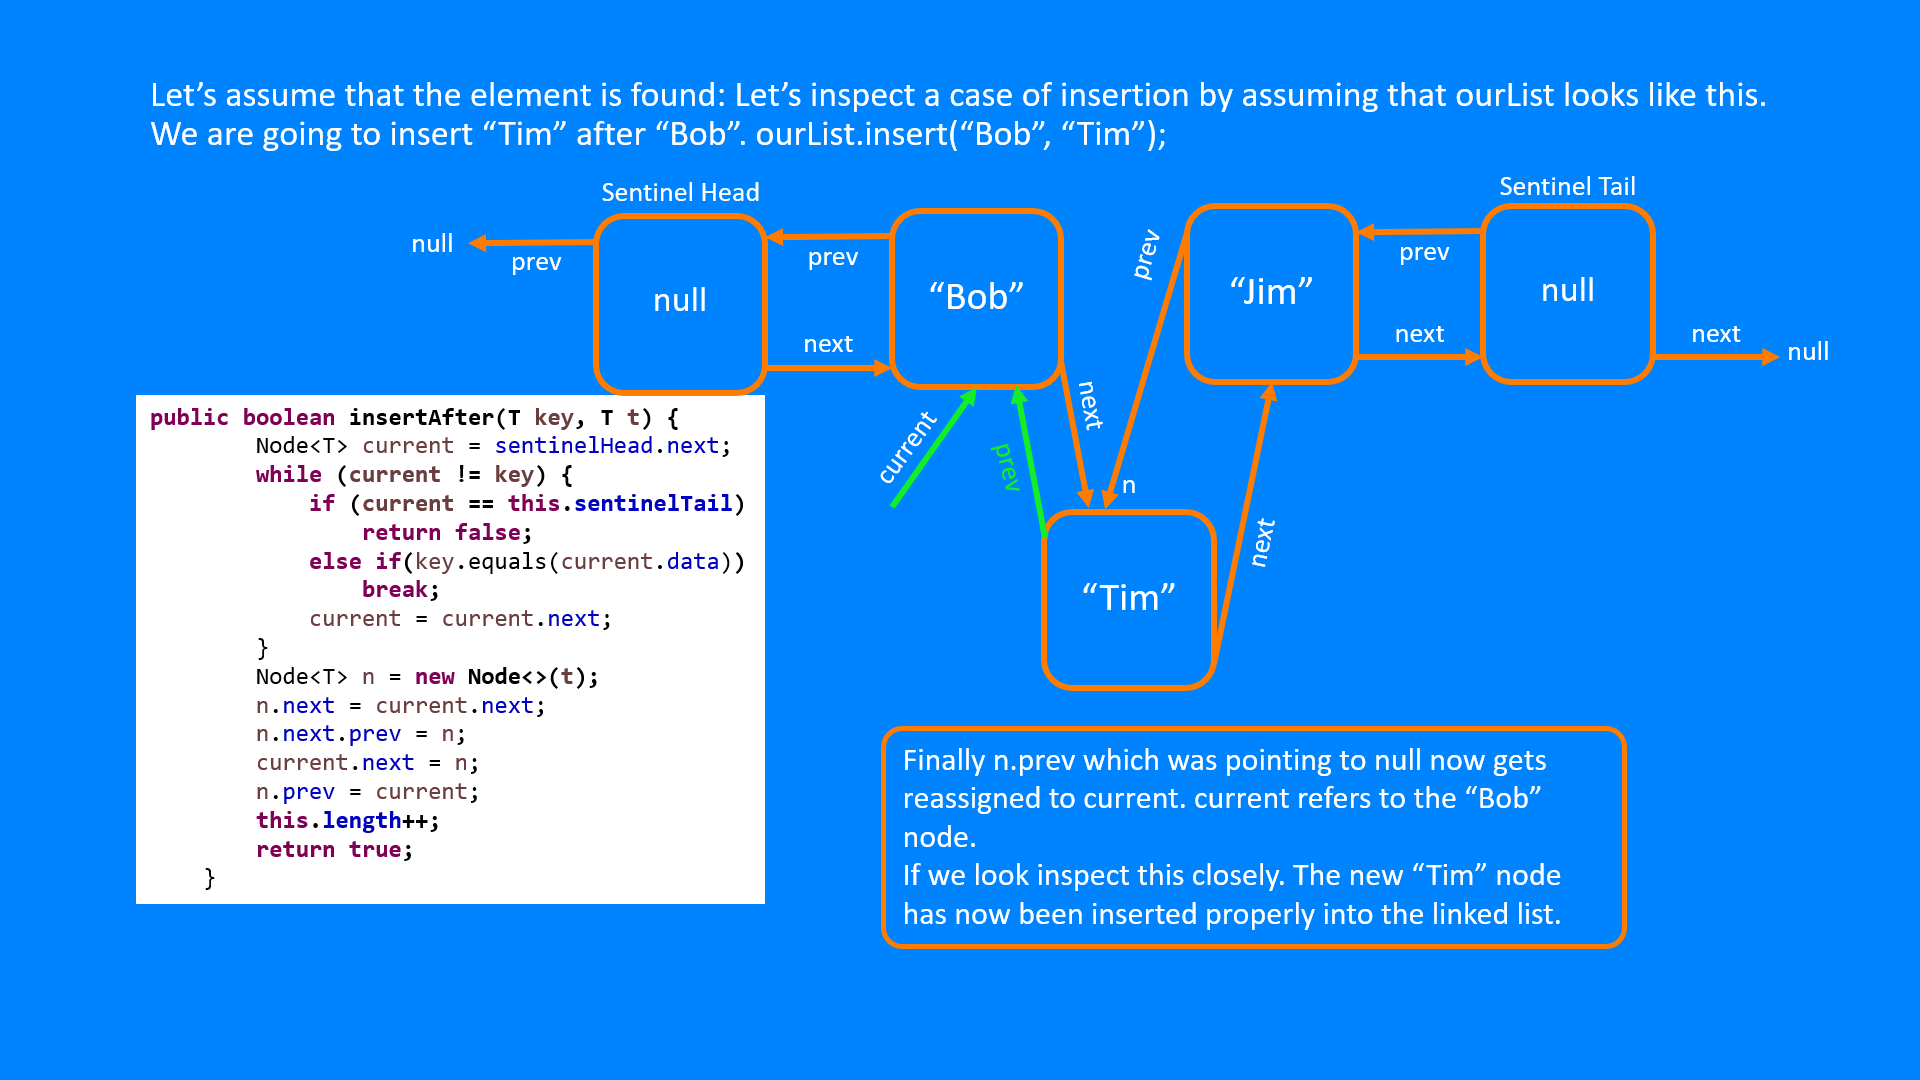 Let’s assume that the element is found: Let’s inspect a case of insertion by assuming that ourList looks like this.
We are going to insert “Tim” after “Bob”. ourList.insert(“Bob”, “Tim”);
Sentinel Head
Sentinel Tail
null
prev
null
prev
next
“Bob”
prev
“Jim”
prev
next
null
next
null
current
prev
next
n
next
“Tim”
public boolean insertAfter(T key, T t) {
Node<T> current = sentinelHead.next;
while (current != key) {
if (current == this.sentinelTail)
return false;
else if(key.equals(current.data))
break;
current = current.next;
}
Node<T> n = new Node<>(t);
n.next = current.next;
n.next.prev = n;
current.next = n;
n.prev = current;
this.length++;
return true;
}
Finally n.prev which was pointing to null now gets
reassigned to current. current refers to the “Bob”
node.
If we look inspect this closely. The new “Tim” node
has now been inserted properly into the linked list.